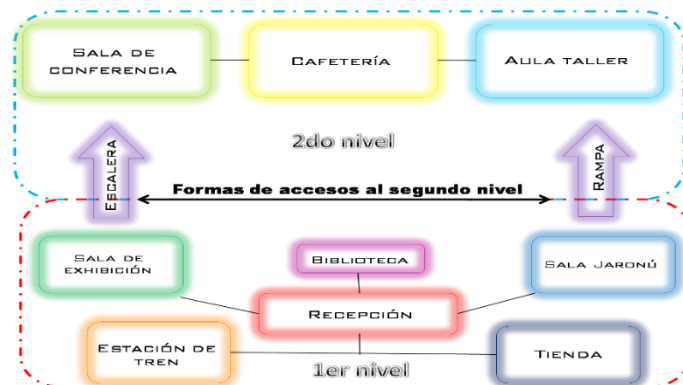 SALA DE
CONFERENCIA
CAFETERÍA
AULA TALLER
2do nivel
ESCALERA
RAMPA
Formas de accesos al segundo nivel
SALA DE
EXHIBICIÓN
BIBLIOTECA
SALA JARONÚ
RECEPCIÓN
ESTACIÓN DE
TREN
TIENDA
1er nivel